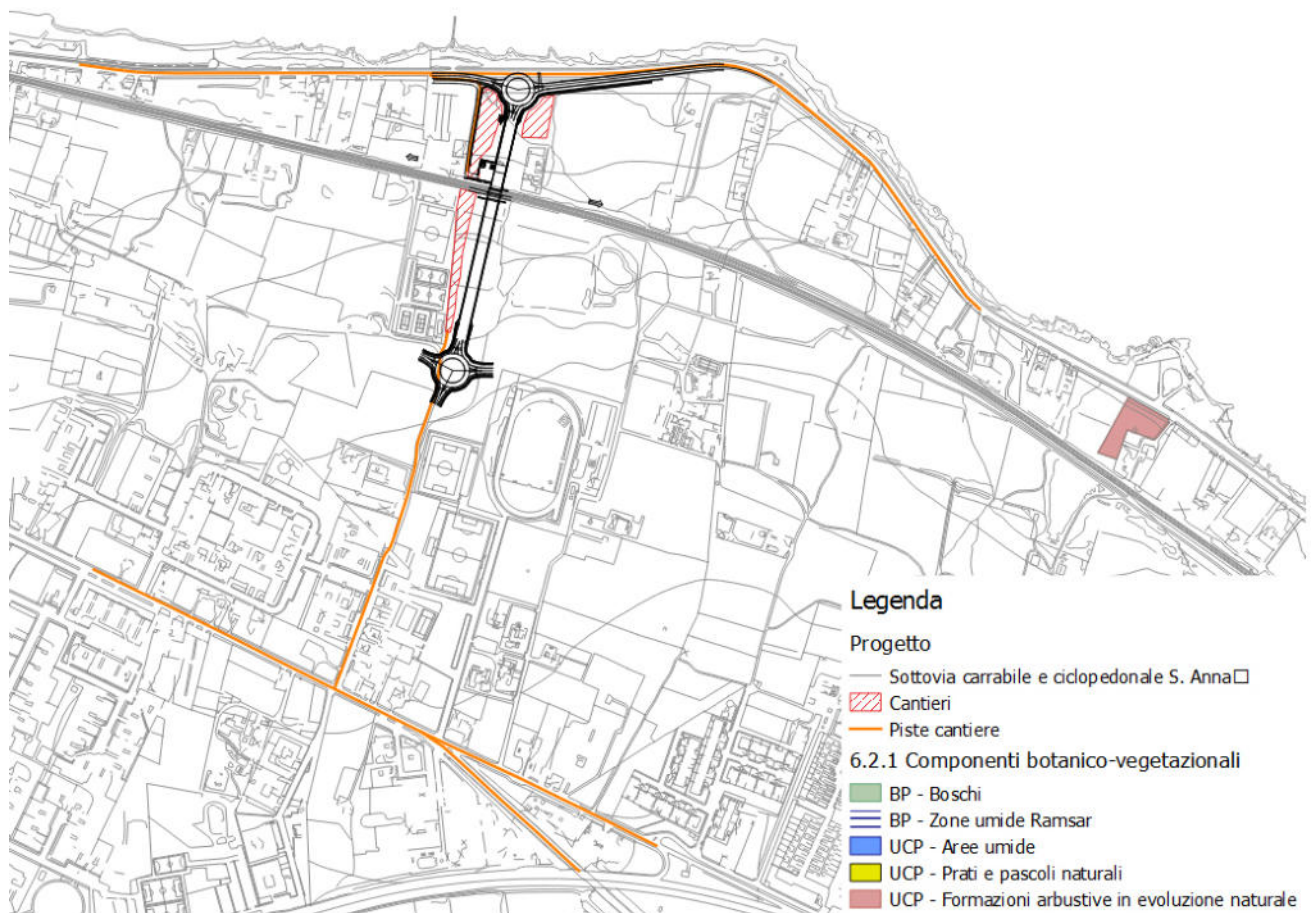 Legenda
Progetto
Sottovia carrabile e ciclopedonale S. Anna□
Cantieri
Piste cantiere
6.2.1 Componenti botanico-vegetazionali
BP - Boschi
BP - Zone umide Ramsar
UCP - Aree umide
UCP - Prati e pascoli naturali
UCP - Formazioni arbustive in evoluzione naturale